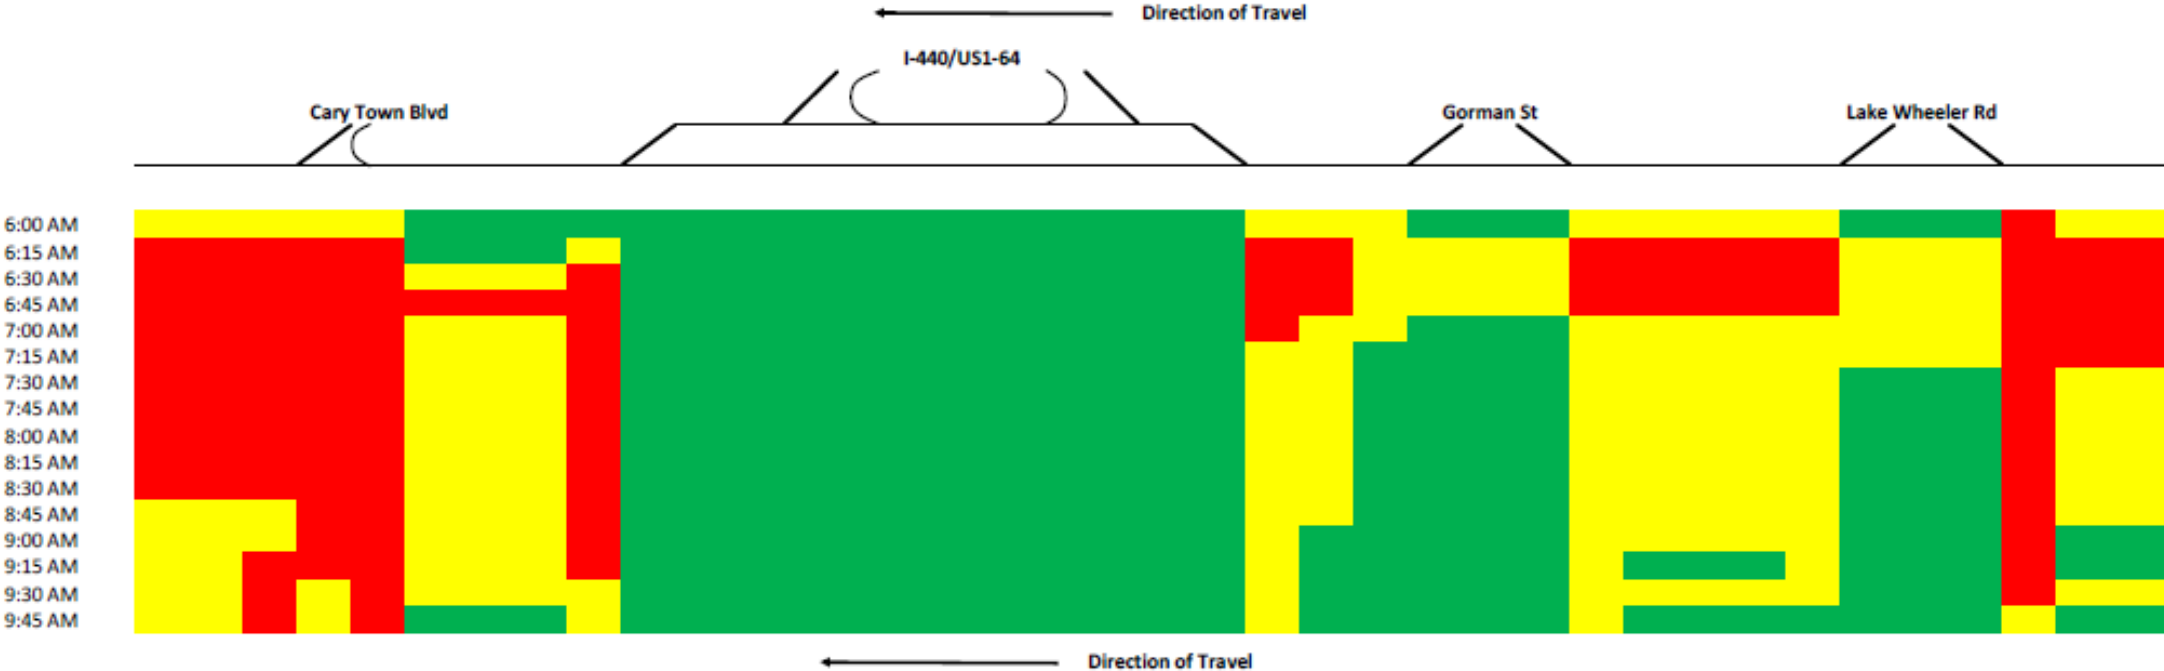 Direction of Travel
I-440/US1-64
Cary Town Blvd
Gorman St
Lake Wheeler Rd
6:00 AM
6:15 AM
6:30 AM
6:45 AM
7:00 AM
7:15 AM
7:30 AM
7:45 AM
8:00 AM
8:15 AM
8:30 AM
8:45 AM
9:00 AM
9:15 AM
9:30 AM
9:45 AM
Direction of Travel